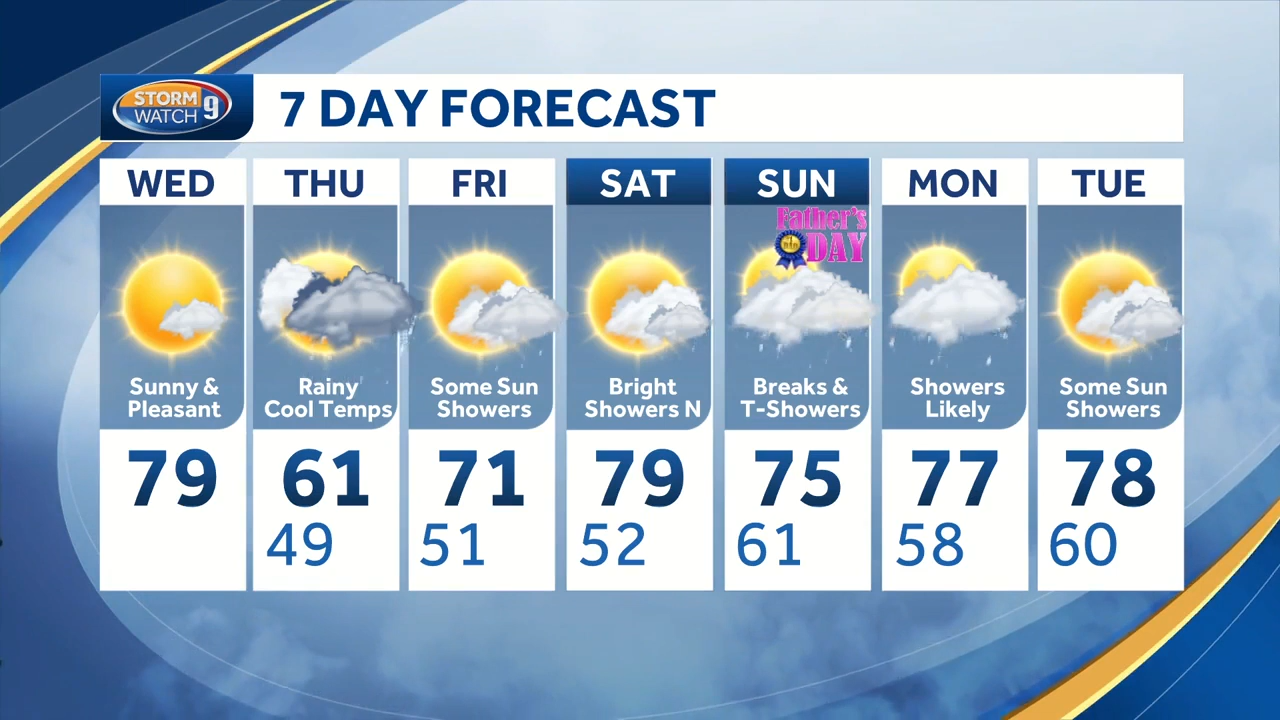 STORM
WATCH 9
7 DAY FORECAST
WED
THU
FRI
SAT
SUN
MON
TUE
Father's
DAY
Sunny &
Pleasant
Rainy
Cool Temps
Some Sun
Showers
Bright
Showers N
Breaks &
T-Showers
Showers
Likely
Some Sun
Showers
79
61
71
79
75
77
78
49
51
52
61
58
60